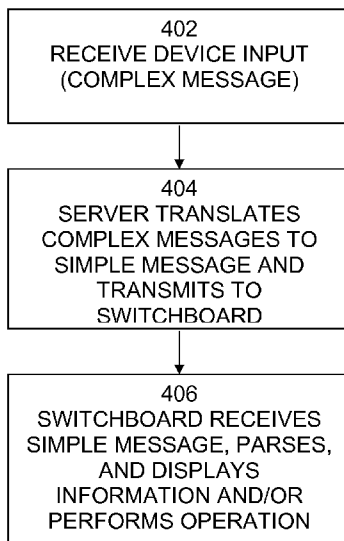 402
RECEIVE DEVICE INPUT
(COMPLEX MESSAGE)
404
SERVER TRANSLATES
COMPLEX MESSAGES TO
SIMPLE MESSAGE AND
TRANSMITS TO
SWITCHBOARD
406
SWITCHBOARD RECEIVES
SIMPLE MESSAGE, PARSES,
AND DISPLAYS
INFORMATION AND/OR
PERFORMS OPERATION